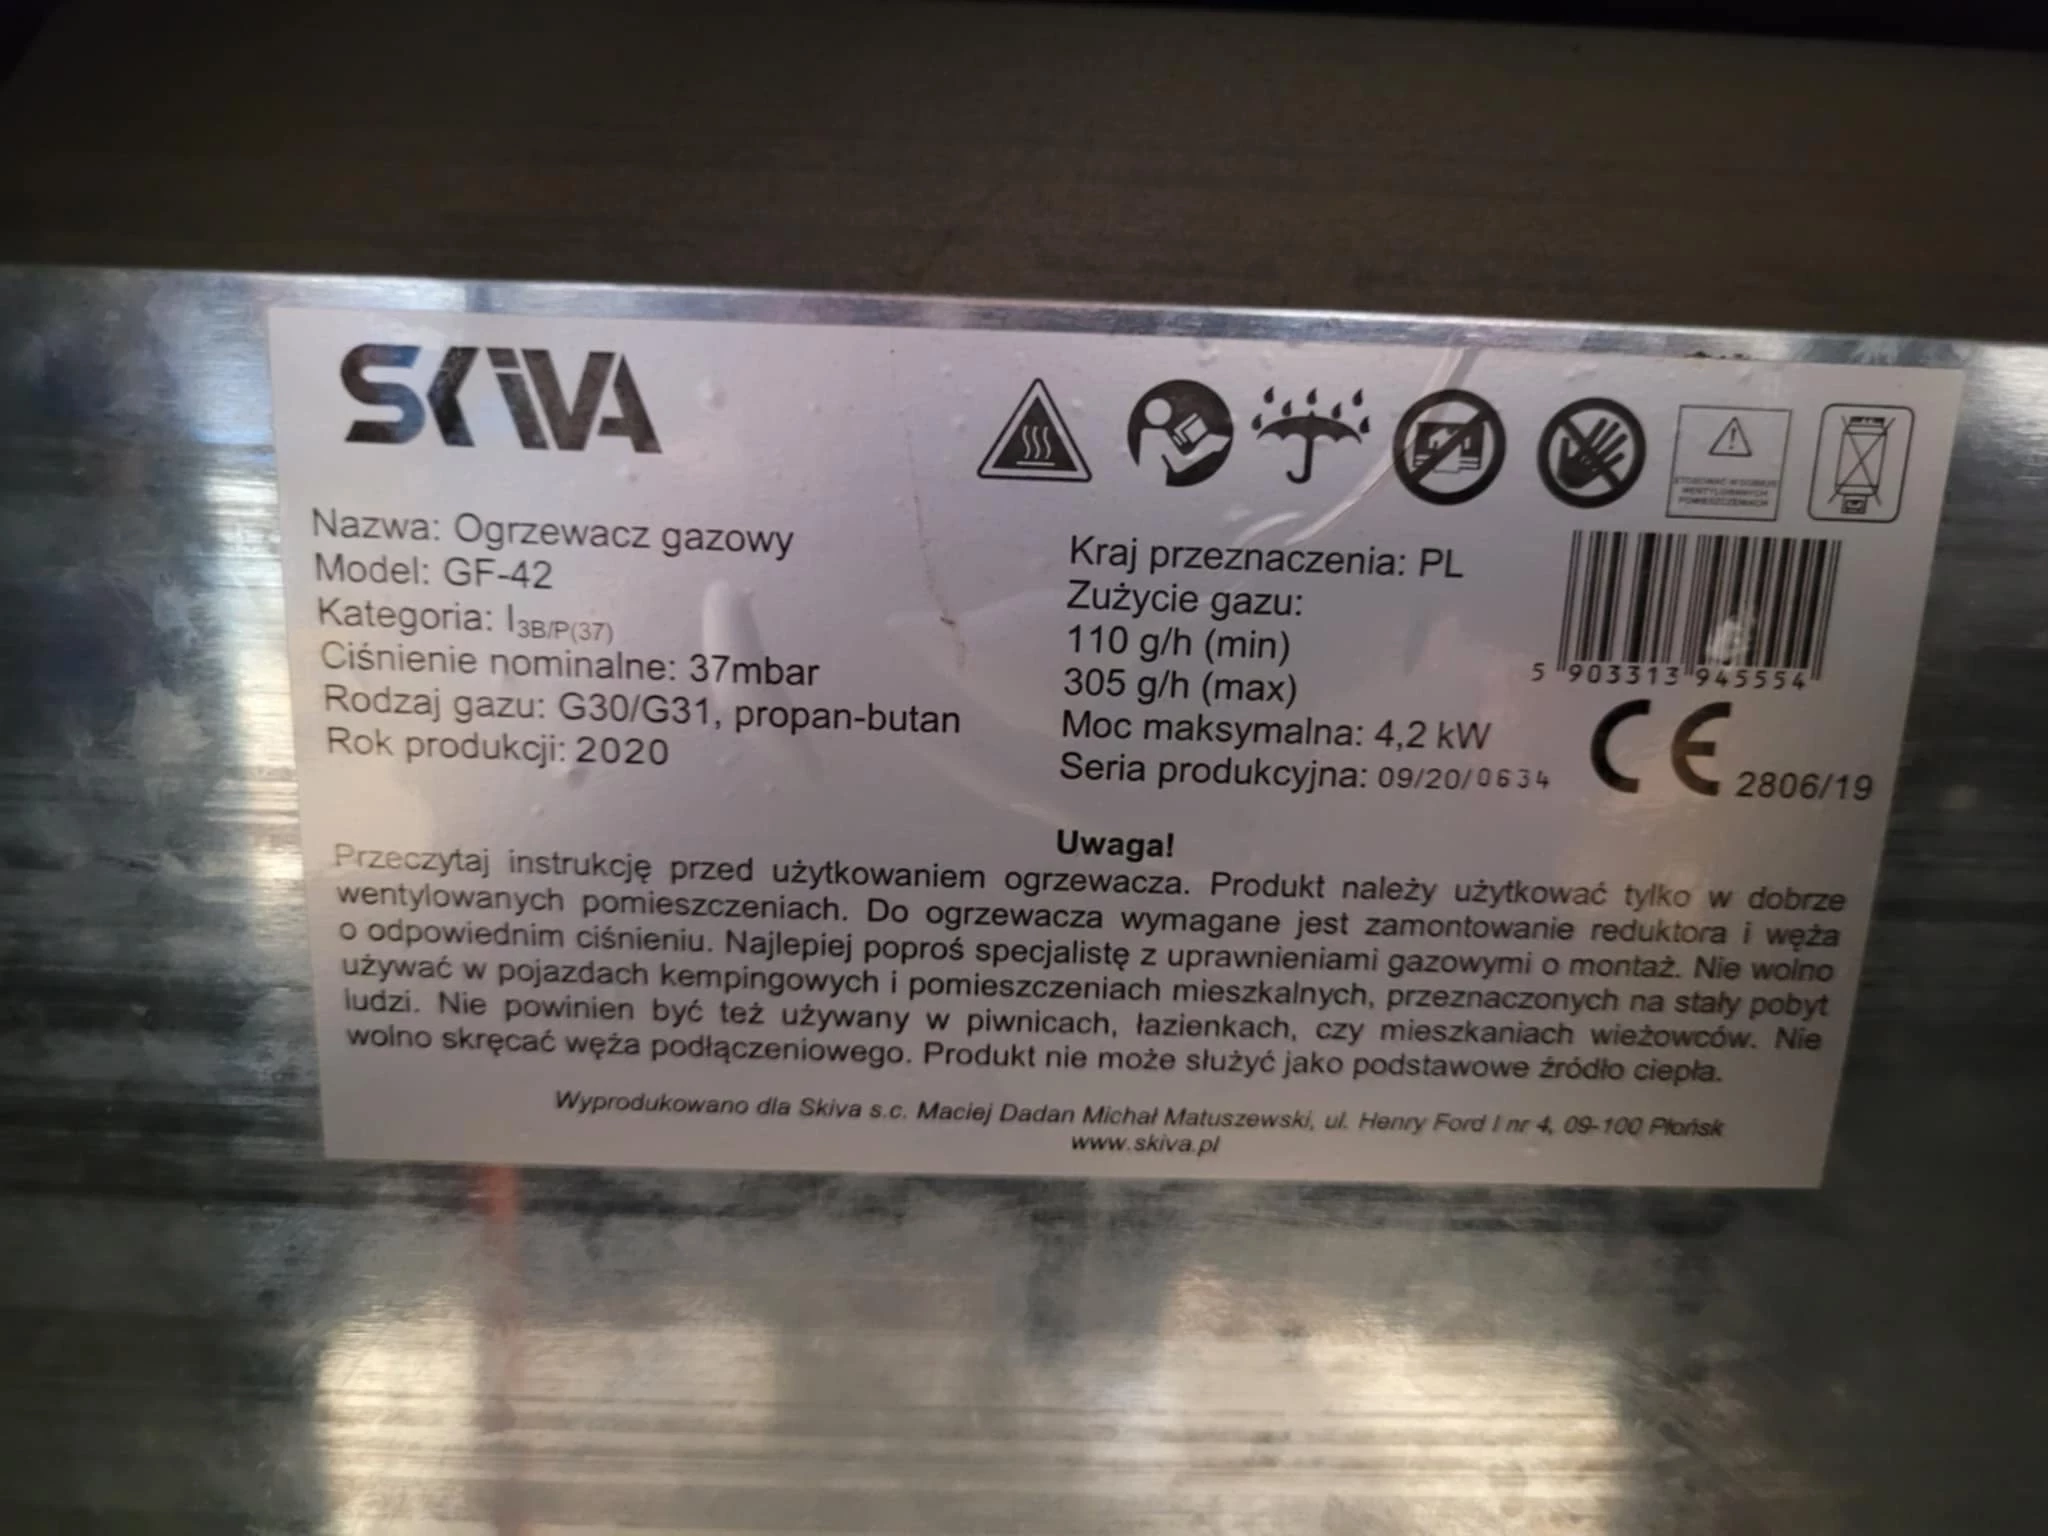 SKiVA
STOSOWAĆ W DOBRZE
WENTYLOWANYCH
POMIESZCZENIACH
Nazwa: Ogrzewacz gazowy
Model: GF-42
Kategoria: I3B/P(37)
Ciśnienie nominalne: 37mbar
Rodzaj gazu: G30/G31, propan-butan
Rok produkcji: 2020
Kraj przeznaczenia: PL
Zużycie gazu:
110 g/h (min)
305 g/h (max)
Moc maksymalna: 4,2 kW
Seria produkcyjna: 09/20/0634
5 903313 945554
CE 2806/19
Uwaga!
Przeczytaj instrukcję przed użytkowaniem ogrzewacza. Produkt należy użytkować tylko w dobrze
wentylowanych pomieszczeniach. Do ogrzewacza wymagane jest zamontowanie reduktora i węża
o odpowiednim ciśnieniu. Najlepiej poproś specjalistę z uprawnieniami gazowymi o montaż. Nie wolno
używać w pojazdach kempingowych i pomieszczeniach mieszkalnych, przeznaczonych na stały pobyt
ludzi. Nie powinien być też używany w piwnicach, łazienkach, czy mieszkaniach wieżowców. Nie
wolno skręcać węża podłączeniowego. Produkt nie może służyć jako podstawowe źródło ciepła.
Wyprodukowano dla Skiva s.c. Maciej Dadan Michał Matuszewski, ul. Henry Ford I nr 4, 09-100 Płońsk
www.skiva.pl